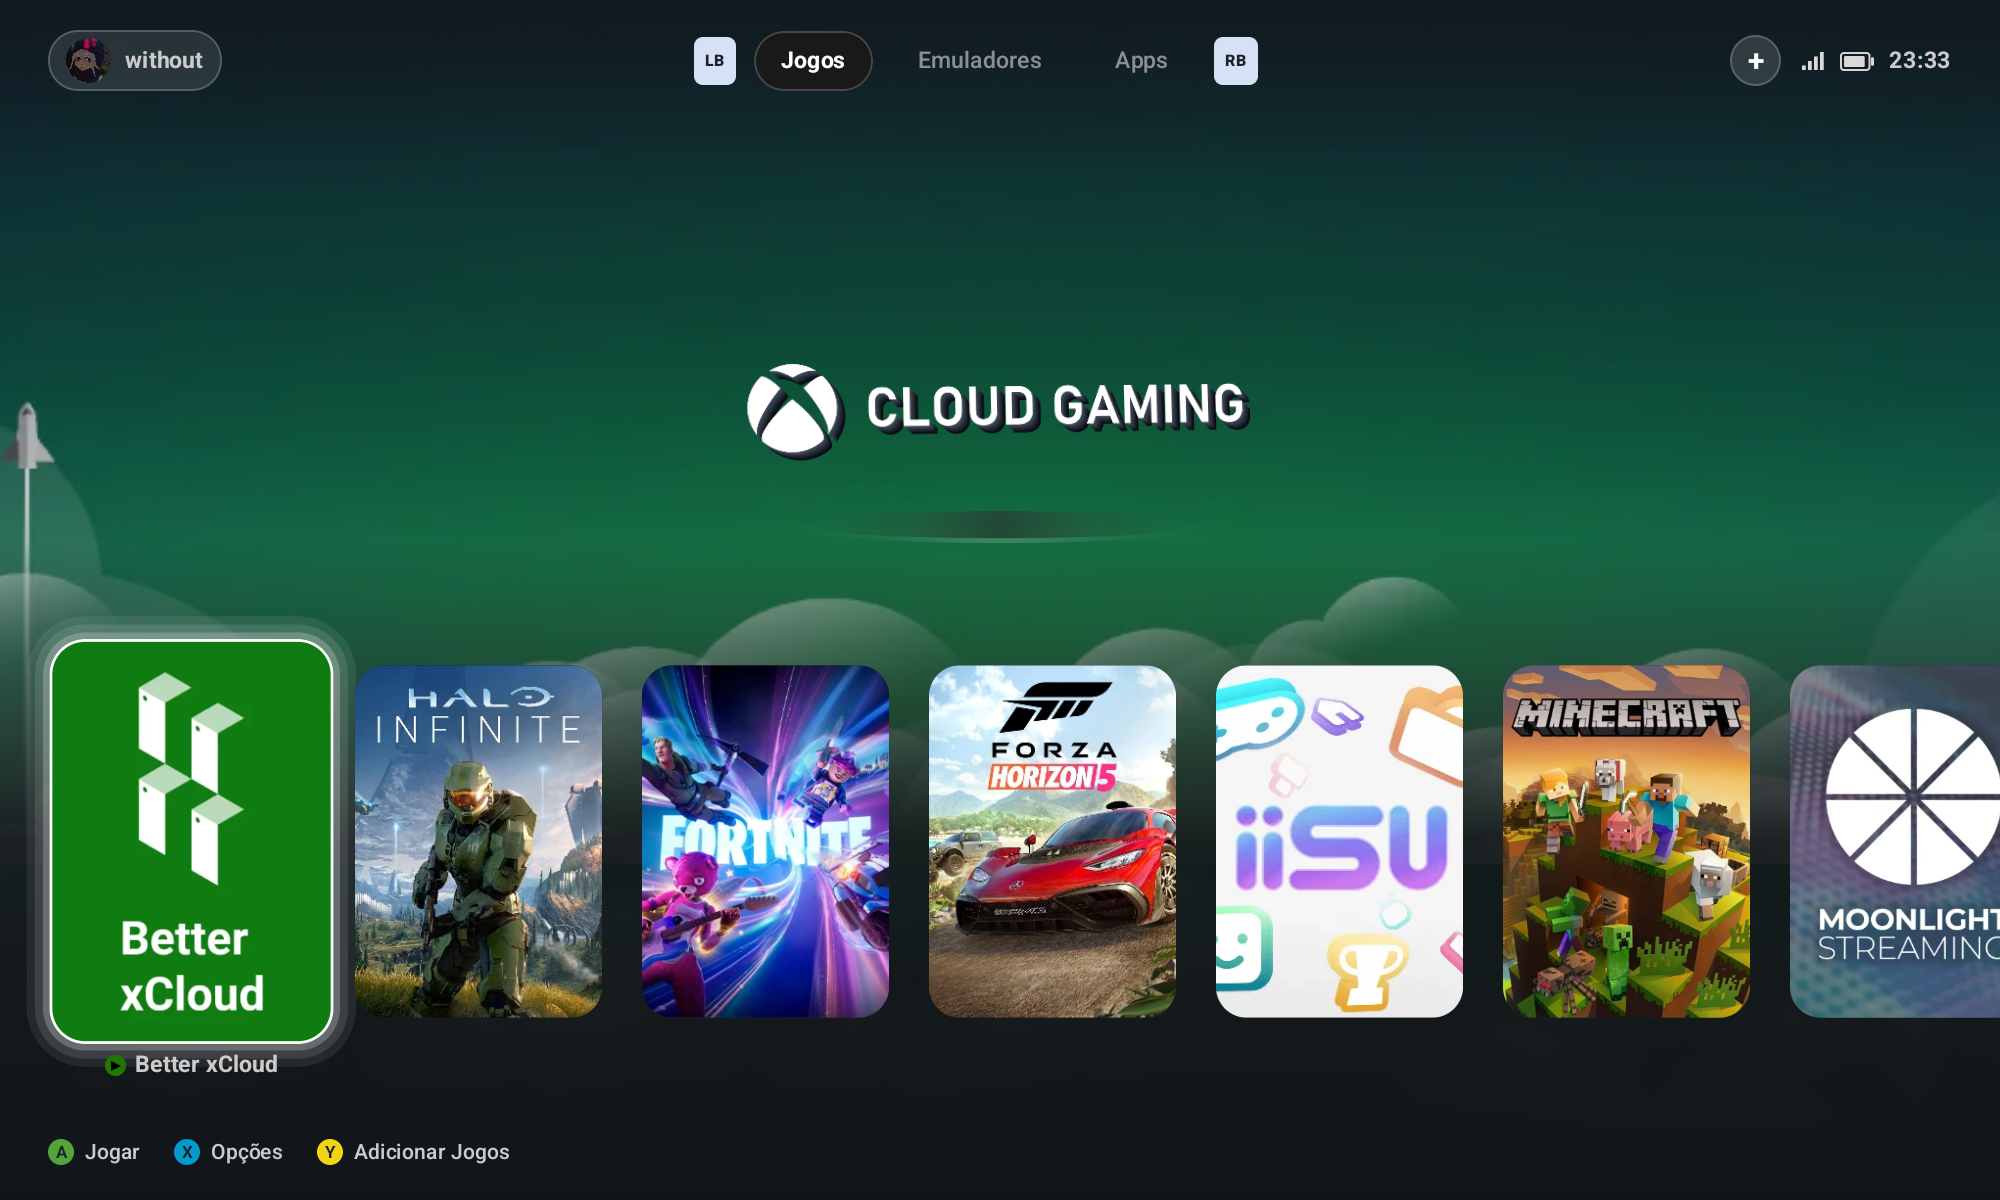 without
LB
Jogos
Emuladores
Apps
RB
+
23:33
CLOUD GAMING
Better
xCloud
HALO
INFINITE
FORTNITE
FORZA
HORIZON 5
iiSU
MINECRAFT
MOONLIGHT
STREAMING
Better xCloud
A Jogar
X Opções
Y Adicionar Jogos